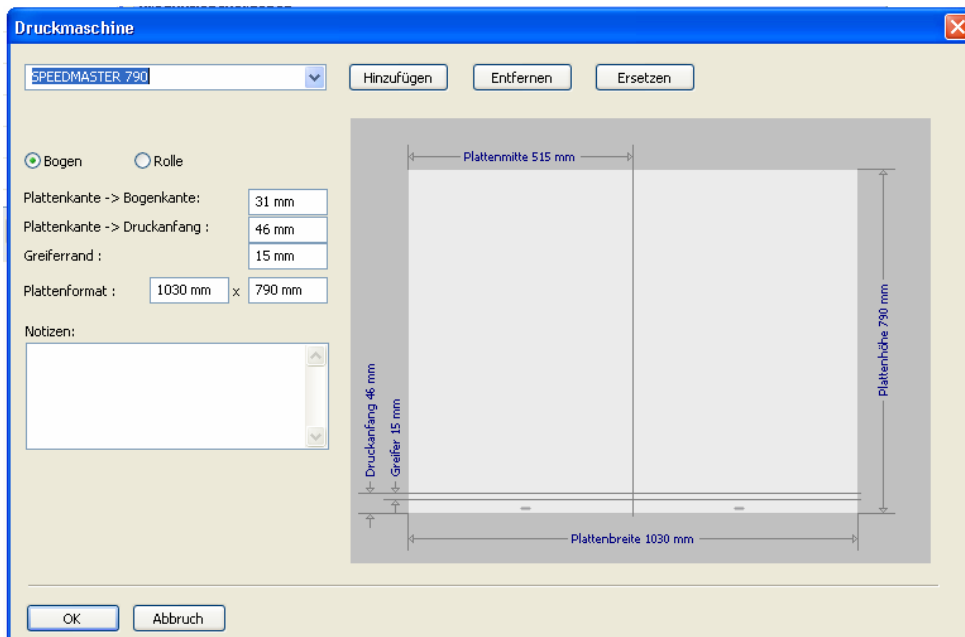 Druckmaschine
SPEEDMASTER 790
Hinzufügen
Entfernen
Ersetzen
Bogen
Rolle
Plattenkante -> Bogenkante:
31 mm
Plattenkante -> Druckanfang :
46 mm
Greiferrand :
15 mm
Plattenformat :
1030 mm
x
790 mm
Notizen:
Plattenmitte 515 mm
Plattenhöhe 790 mm
Druckanfang 46 mm
Greifer 15 mm
Plattenbreite 1030 mm
OK
Abbruch